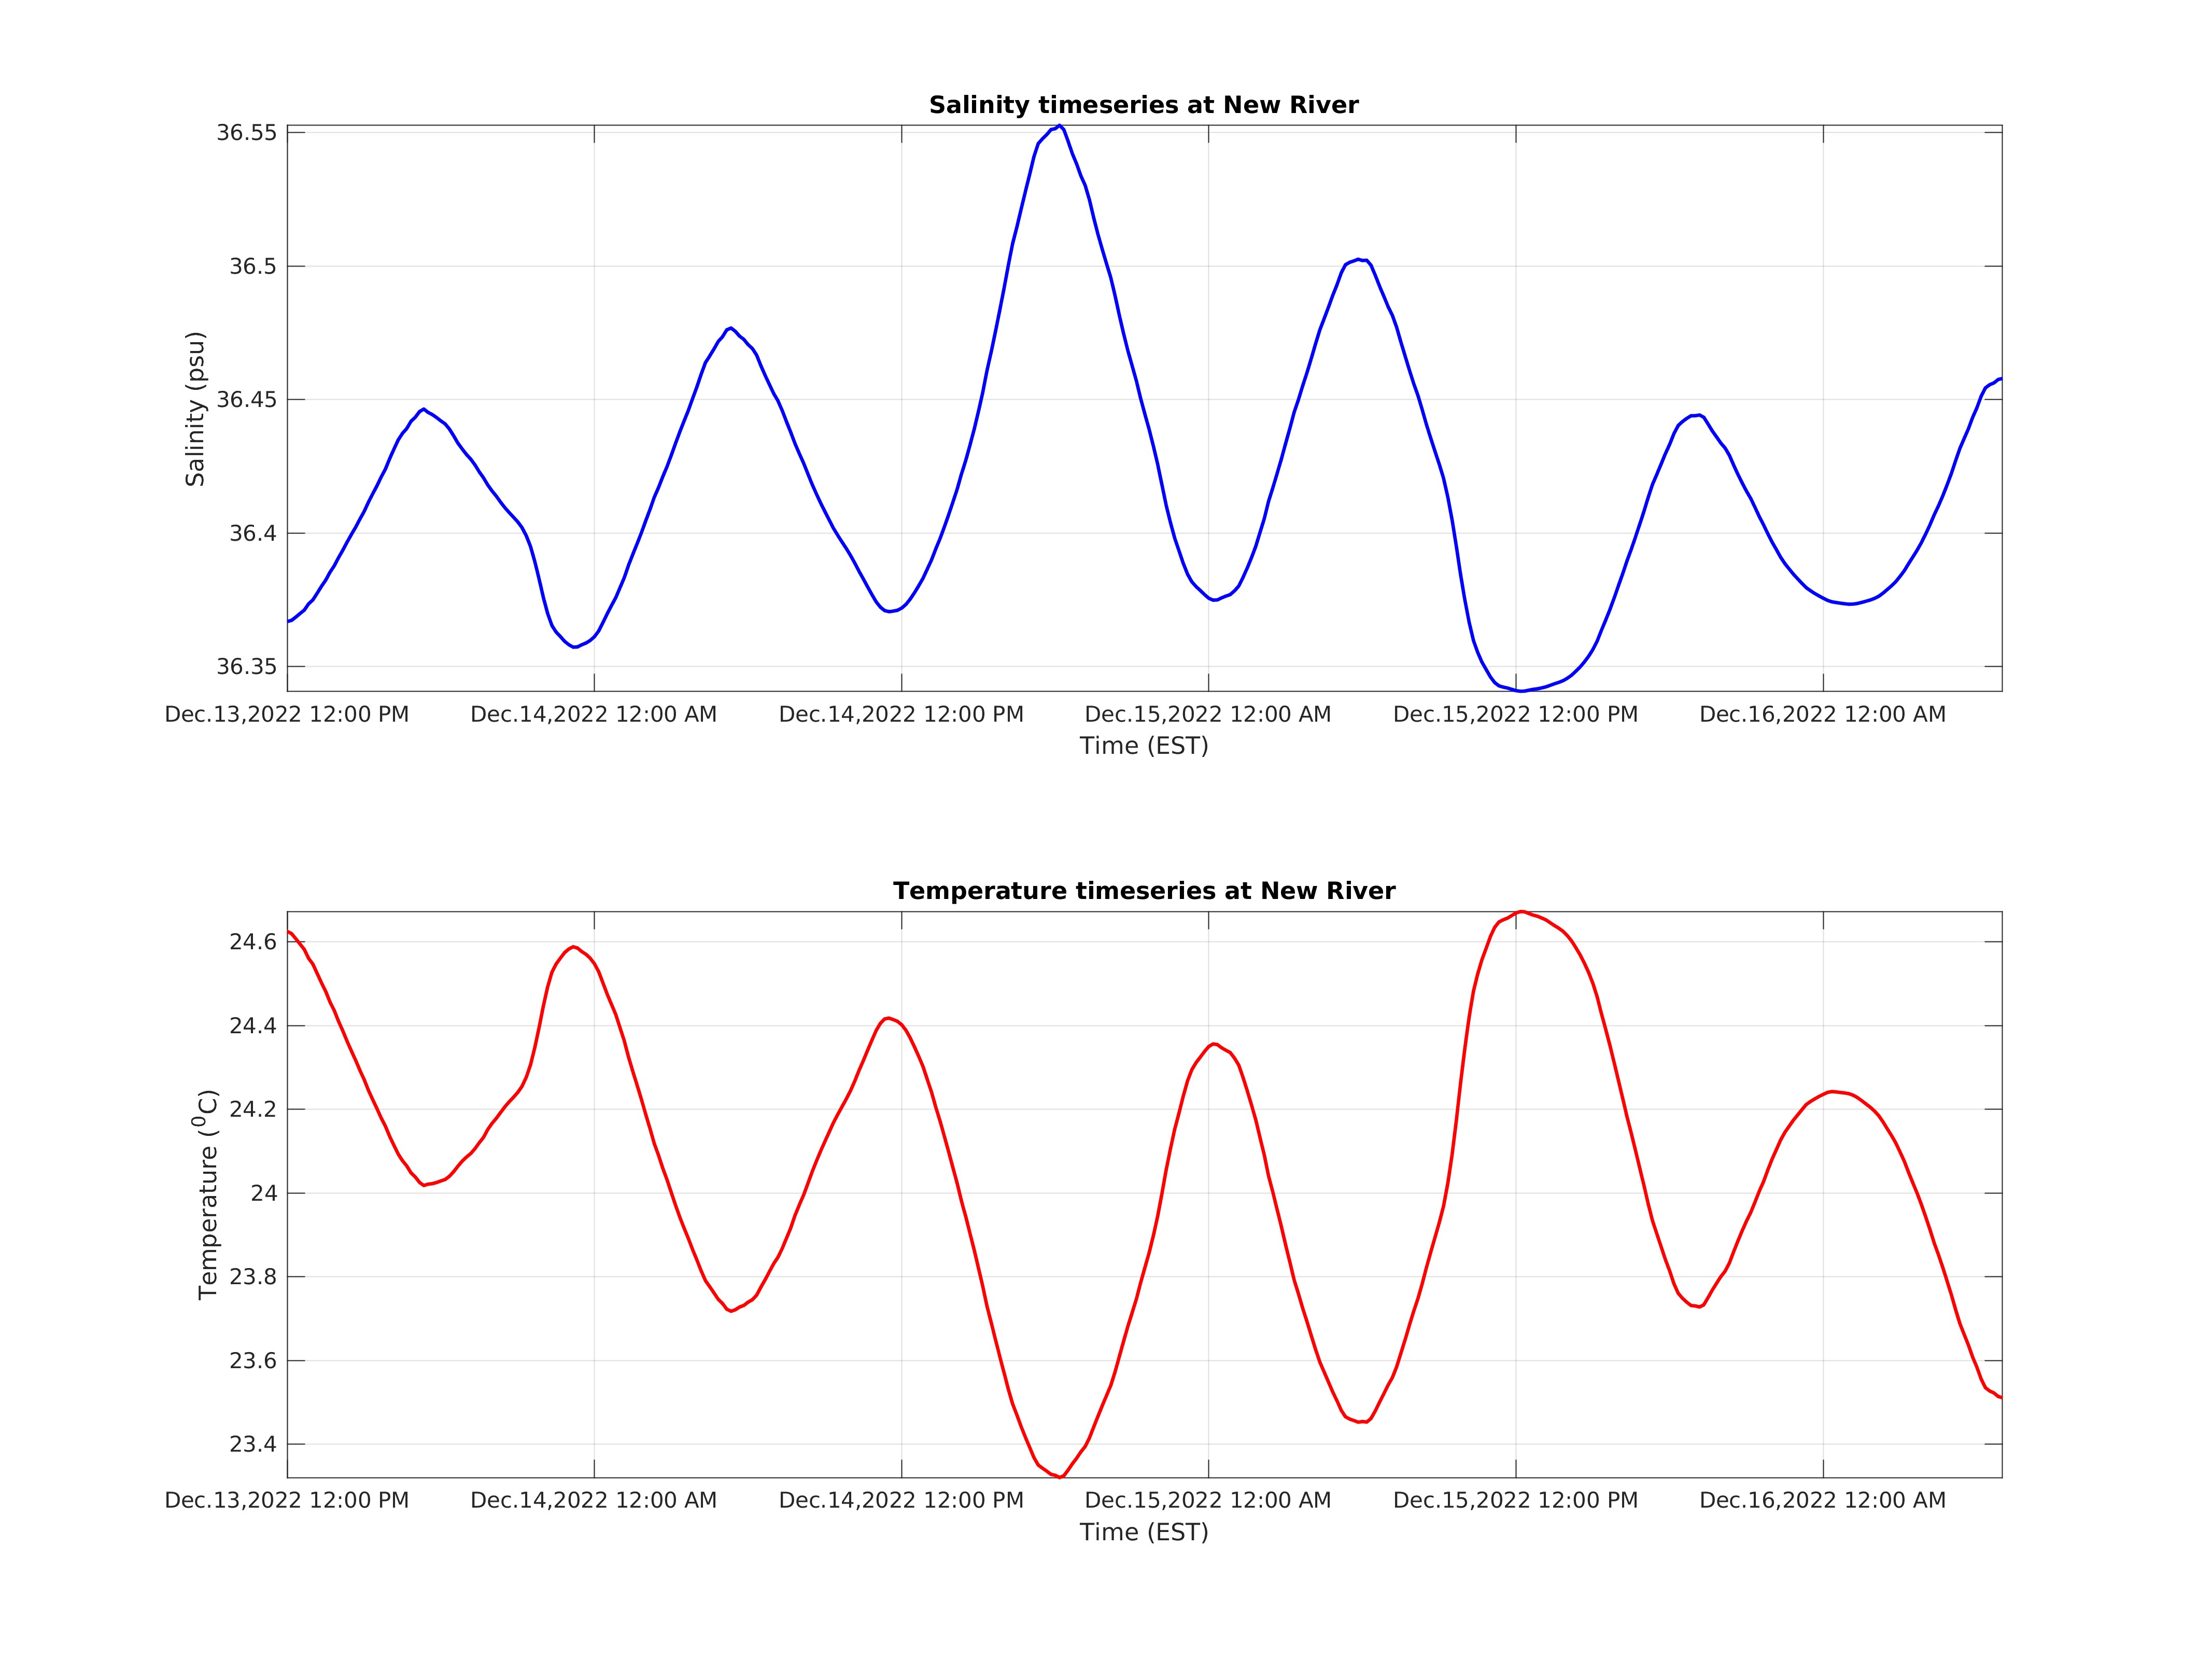 Salinity timeseries at New River
36.55
36.5
36.45
36.4
36.35
Salinity (psu)
Dec.13,2022 12:00 PM Dec.14,2022 12:00 AM Dec.14,2022 12:00 PM Dec.15,2022 12:00 AM Dec.15,2022 12:00 PM Dec.16,2022 12:00 AM
Time (EST)
Temperature timeseries at New River
24.6
24.4
24.2
24
23.8
23.6
23.4
Temperature (⁰C)
Dec.13,2022 12:00 PM Dec.14,2022 12:00 AM Dec.14,2022 12:00 PM Dec.15,2022 12:00 AM Dec.15,2022 12:00 PM Dec.16,2022 12:00 AM
Time (EST)